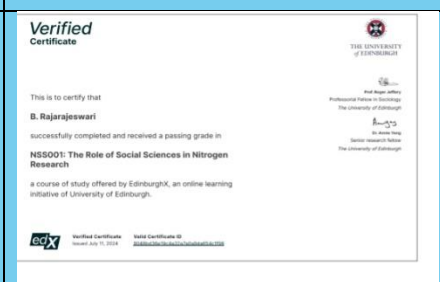 Verified
Certificate
THE UNIVERSITY
of EDINBURGH
This is to certify that
B. Rajarajeswari
successfully completed and received a passing grade in
NSS001: The Role of Social Sciences in Nitrogen
Research
a course of study offered by EdinburghX, an online learning
initiative of University of Edinburgh.
Prof Roger Jeffery
Professorial Fellow in Sociology
The University of Edinburgh
Senior research fellow
The University of Edinburgh
edX
Verified Certificate
Issued July 11, 2024
Valid Certificate ID